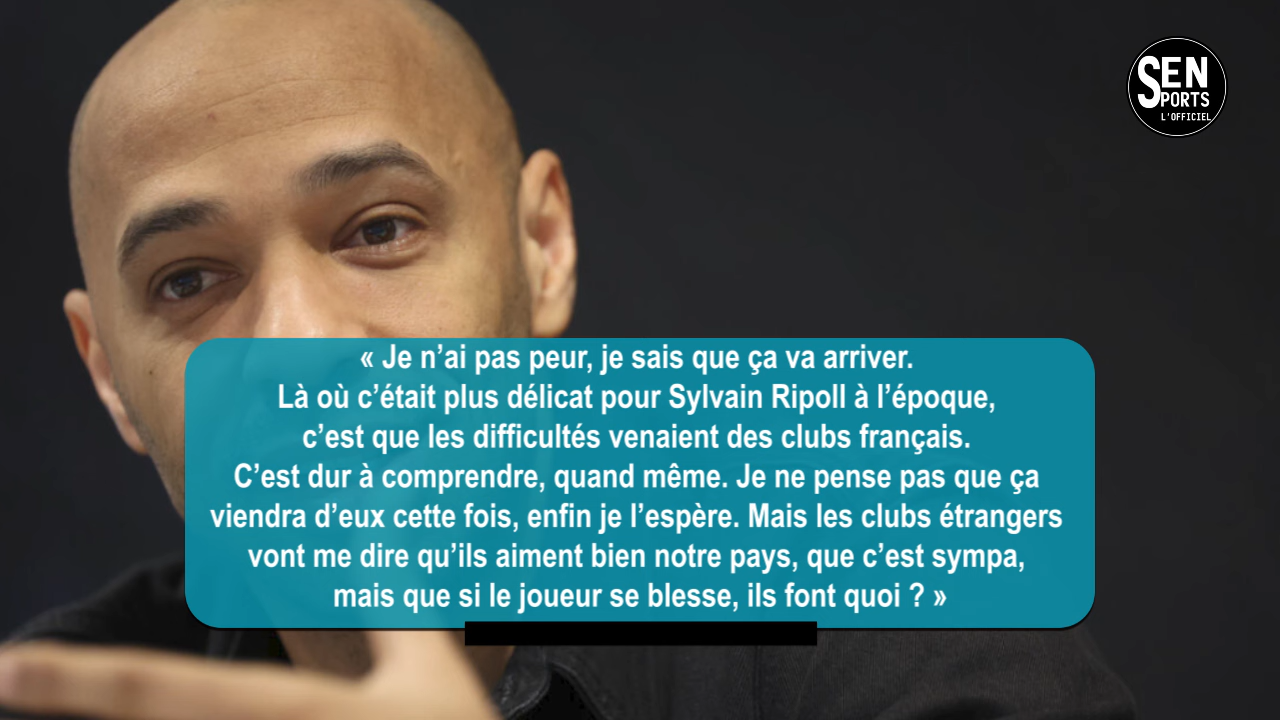 SEN
SPORTS
L'OFFICIEL
« Je n’ai pas peur, je sais que ça va arriver.
Là où c’était plus délicat pour Sylvain Ripoll à l’époque,
c’est que les difficultés venaient des clubs français.
C’est dur à comprendre, quand même. Je ne pense pas que ça
viendra d’eux cette fois, enfin je l’espère. Mais les clubs étrangers
vont me dire qu’ils aiment bien notre pays, que c’est sympa,
mais que si le joueur se blesse, ils font quoi ? »